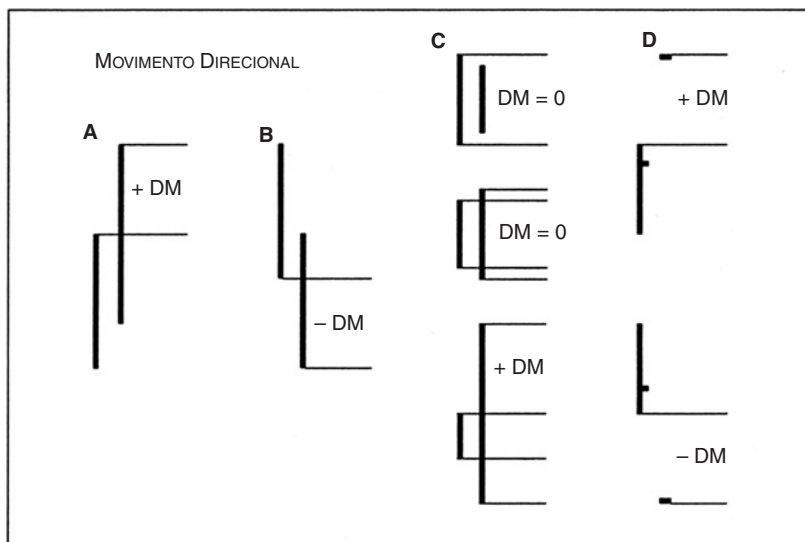 MOVIMENTO DIRECIONAL
A
+ DM
B
– DM
C
DM = 0
DM = 0
+ DM
D
+ DM
– DM